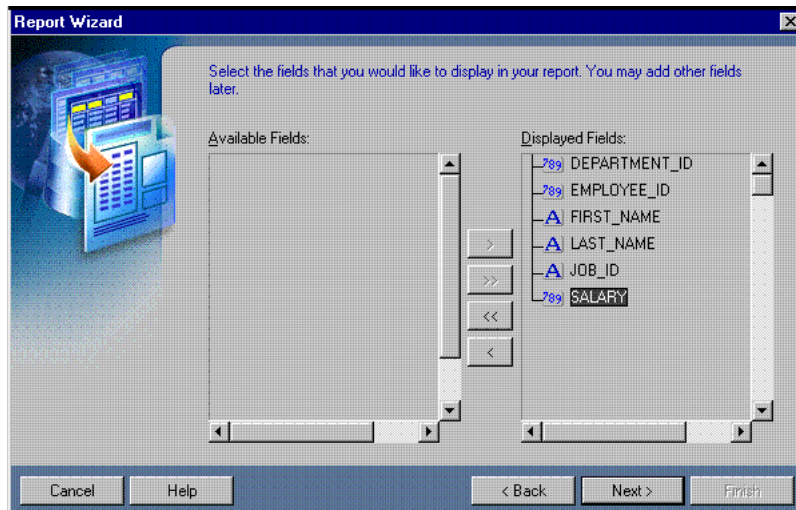 Report Wizard
Select the fields that you would like to display in your report. You may add other fields
later.
Available Fields:
Displayed Fields:
789 DEPARTMENT_ID
789 EMPLOYEE_ID
A FIRST_NAME
A LAST_NAME
A JOB_ID
789 SALARY
>
>>
<<
<
Cancel
Help
< Back
Next >
Finish